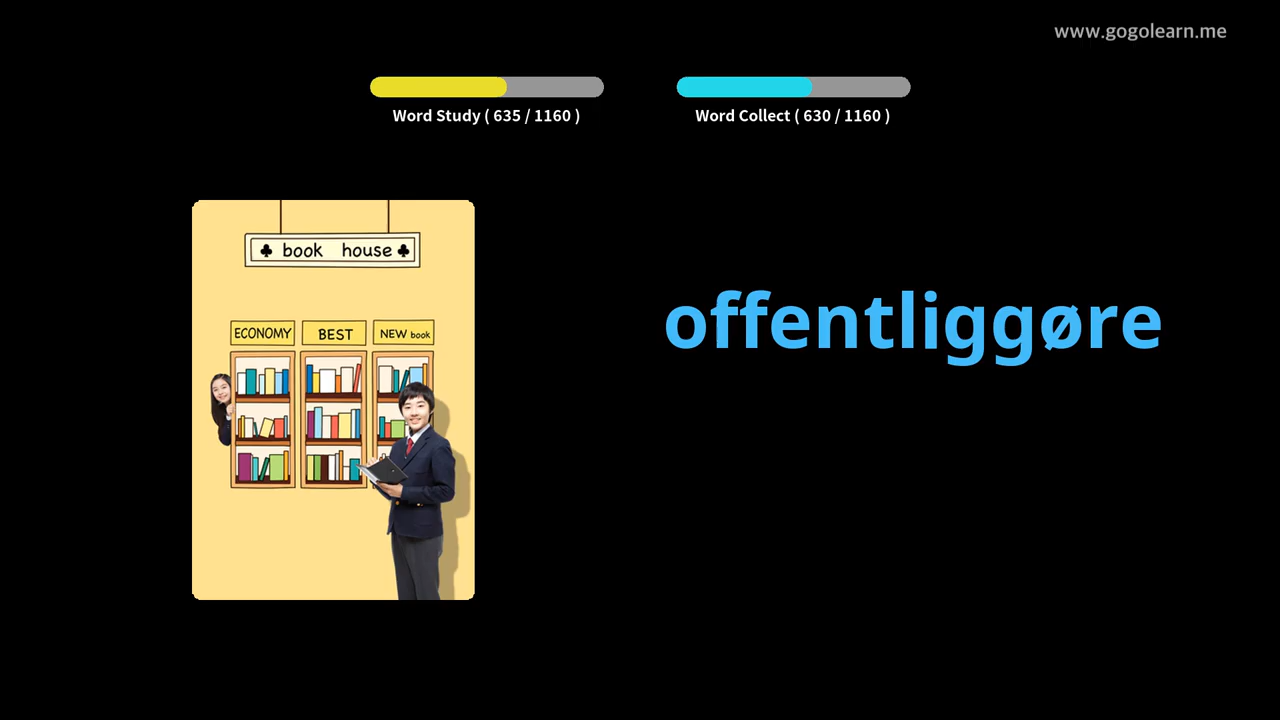 www.gogolearn.me
Word Study ( 635 / 1160 )
Word Collect ( 630 / 1160 )
♣ book house ♣
ECONOMY
BEST
NEW book
offentliggøre